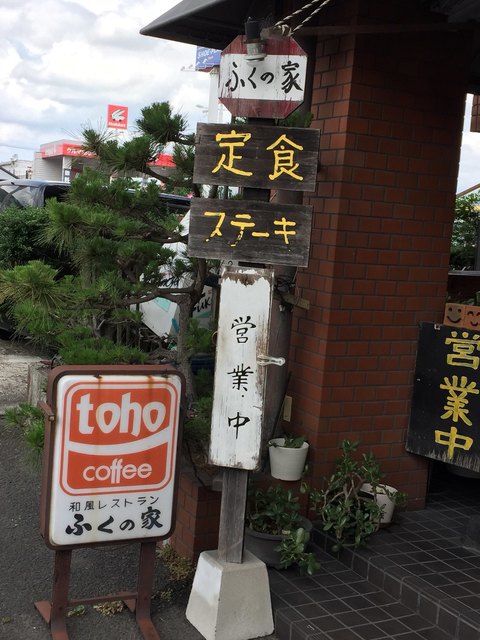 ふくの家
定食
ステーキ
営業中
営業中
toho
coffee
和風レストラン
ふくの家